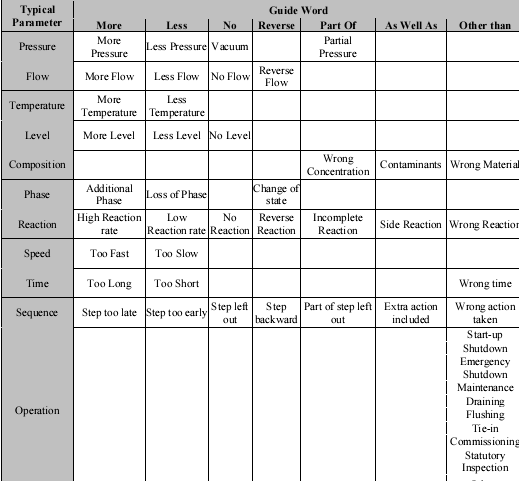 Typical Parameter Guide Word
More Less No Reverse Part Of As Well As Other than
Pressure More Pressure Less Pressure Vacuum Partial Pressure
Flow More Flow Less Flow No Flow Reverse Flow
Temperature More Temperature Less Temperature
Level More Level Less Level No Level
Composition Wrong Concentration Contaminants Wrong Material
Phase Additional Phase Loss of Phase Change of state
Reaction High Reaction rate Low Reaction rate No Reaction Reverse Reaction Incomplete Reaction Side Reaction Wrong Reaction
Speed Too Fast Too Slow
Time Too Long Too Short Wrong time
Sequence Step too late Step too early Step left out Step backward Part of step left out Extra action included Wrong action taken
Operation
Start-up
Shutdown
Emergency
Shutdown
Maintenance
Draining
Flushing
Tie-in
Commissioning
Statutory
Inspection